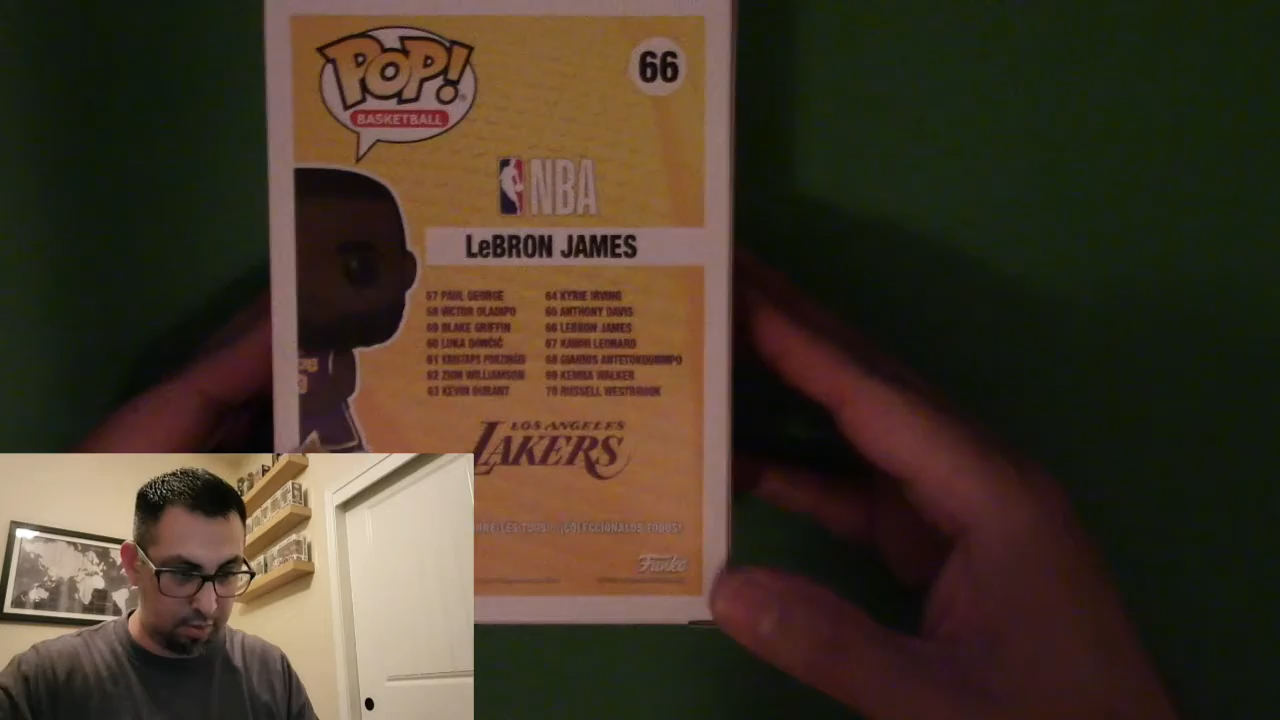 POP!
BASKETBALL
66
NBA
LeBRON JAMES
57 PAUL GEORGE
58 VICTOR OLADIPO
59 BLAKE GRIFFIN
60 LUKA DONČIĆ
61 KRISTAPS PORZINGIS
62 ZION WILLIAMSON
63 KEVIN DURANT
64 KYRIE IRVING
65 ANTHONY DAVIS
66 LEBRON JAMES
67 KAWHI LEONARD
68 GIANNIS ANTETOKOUNMPO
69 KEMBA WALKER
70 RUSSELL WESTBROOK
LOS ANGELES
LAKERS
¡COLECCIÓNALOS TODOS!
Funko